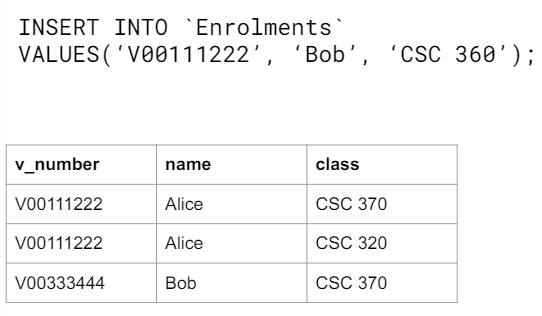 INSERT INTO `Enrolments`
VALUES(‘V00111222’, ‘Bob’, ‘CSC 360’);
v_number name class
V00111222 Alice CSC 370
V00111222 Alice CSC 320
V00333444 Bob CSC 370